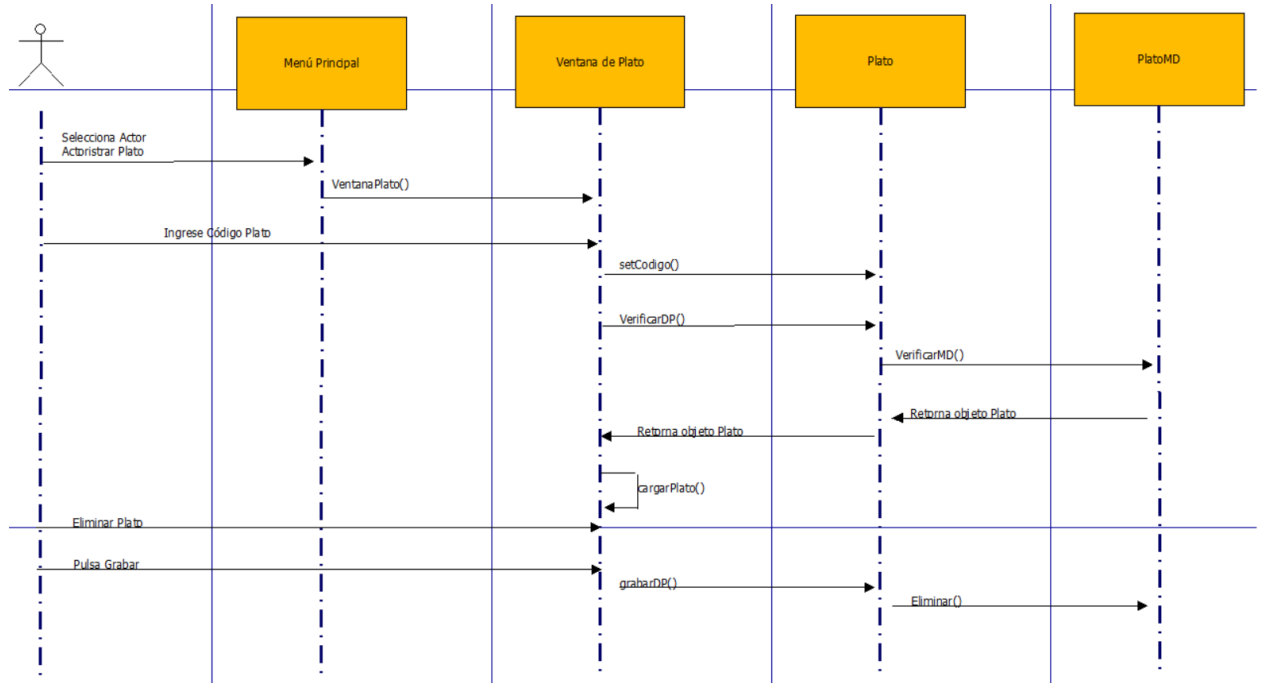 Menú Principal
Ventana de Plato
Plato
PlatoMD
Selecciona Actor
Actoristrar Plato
VentanaPlato()
Ingrese Código Plato
setCodigo()
VerificarDP()
VerificarMD()
Retorna objeto Plato
Retorna objeto Plato
cargarPlato()
Eliminar Plato
Pulsa Grabar
grabarDP()
Eliminar()